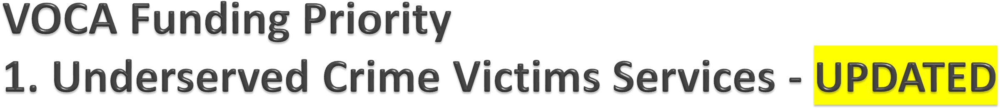 VOCA Funding Priority
1. Underserved Crime Victims Services - UPDATED